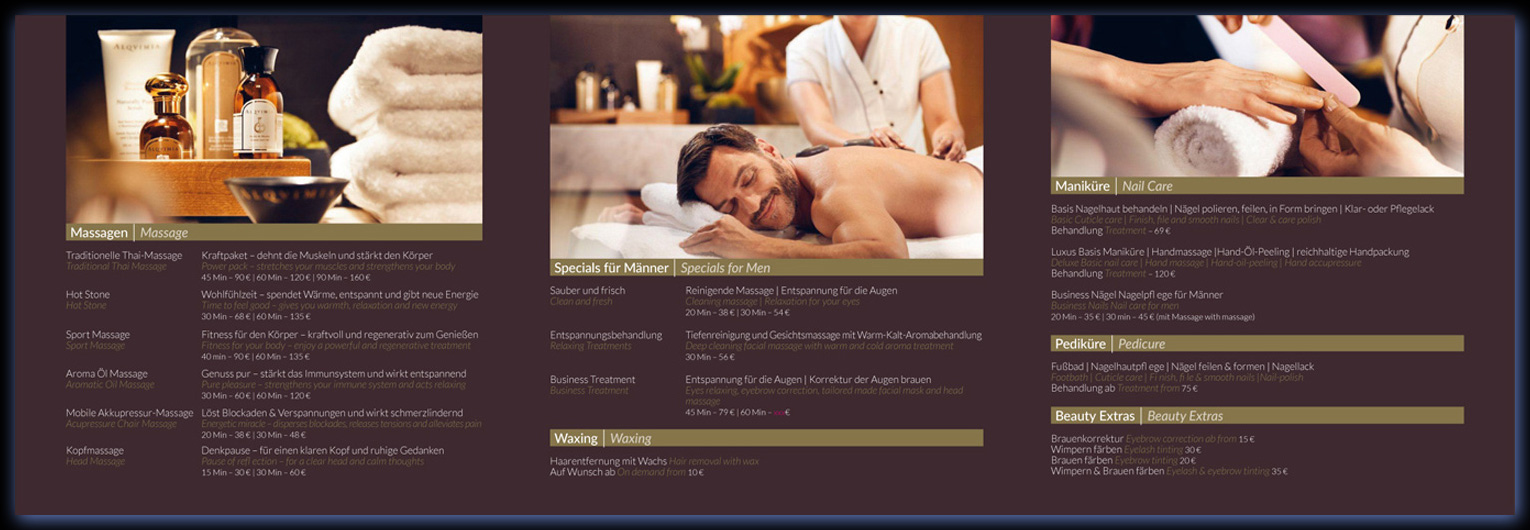 ALQVIMIA
Massagen | Massage
Traditionelle Thai-Massage
Traditional Thai Massage
Kraftpaket – dehnt die Muskeln und stärkt den Körper
Power pack – stretches your muscles and strengthens your body
45 Min – 90 € | 60 Min – 120 € | 90 Min – 160 €
Hot Stone
Hot Stone
Wohlfühlzeit – spendet Wärme, entspannt und gibt neue Energie
Time to feel good – gives you warmth, relaxation and new energy
30 Min – 68 € | 60 Min – 135 €
Sport Massage
Sport Massage
Fitness für den Körper – kraftvoll und regenerativ zum Genießen
Fitness for your body – enjoy a powerful and regenerative treatment
40 min – 90 € | 60 Min – 135 €
Aroma Öl Massage
Aromatic Oil Massage
Genuss pur – stärkt das Immunsystem und wirkt entspannend
Pure pleasure – strengthens your immune system and acts relaxing
30 Min – 60 € | 60 Min – 120 €
Mobile Akkupressur-Massage
Acupressure Chair Massage
Löst Blockaden & Verspannungen und wirkt schmerzlindernd
Energetic miracle – disperses blockades, releases tensions and alleviates pain
20 Min – 38 € | 30 Min – 48 €
Kopfmassage
Head Massage
Denkpause – für einen klaren Kopf und ruhige Gedanken
Pause of refl ection – for a clear head and calm thoughts
15 Min – 30 € | 30 Min – 60 €
Specials für Männer | Specials for Men
Sauber und frisch
Clean and fresh
Reinigende Massage | Entspannung für die Augen
Cleaning massage | Relaxation for your eyes
20 Min – 38 € | 30 Min – 54 €
Entspannungsbehandlung
Relaxing Treatments
Tiefenreinigung und Gesichtsmassage mit Warm-Kalt-Aromabehandlung
Deep cleaning facial massage with warm and cold aroma treatment
30 Min – 56 €
Business Treatment
Business Treatment
Entspannung für die Augen | Korrektur der Augen brauen
Eyes relaxing, eyebrow correction, tailored made facial mask and head
massage
45 Min – 79 € | 60 Min – €
Waxing | Waxing
Haarentfernung mit Wachs Hair removal with wax
Auf Wunsch ab On demand from 10 €
Maniküre | Nail Care
Basis Nagelhaut behandeln | Nägel polieren, feilen, in Form bringen | Klar- oder Pflegelack
Basic Cuticle care | Finish, file and smooth nails | Clear & care polish
Behandlung Treatment – 69 €
Luxus Basis Maniküre | Handmassage |Hand-Öl-Peeling | reichhaltige Handpackung
Deluxe Basic nail care | Hand massage | Hand-oil-peeling | Hand accupressure
Behandlung Treatment – 120 €
Business Nägel Nagelpfl ege für Männer
Business Nails Nail care for men
20 Min – 35 € | 30 min – 45 € (mit Massage with massage)
Pediküre | Pedicure
Fußbad | Nagelhautpfl ege | Nägel feilen & formen | Nagellack
Footbath | Cuticle care | Fi nish, fi le & smooth nails |Nail-polish
Behandlung ab Treatment from 75 €
Beauty Extras | Beauty Extras
Brauenkorrektur Eyebrow correction ab from 15 €
Wimpern färben Eyelash tinting 30 €
Brauen färben Eyebrow tinting 20 €
Wimpern & Brauen färben Eyelash & eyebrow tinting 35 €